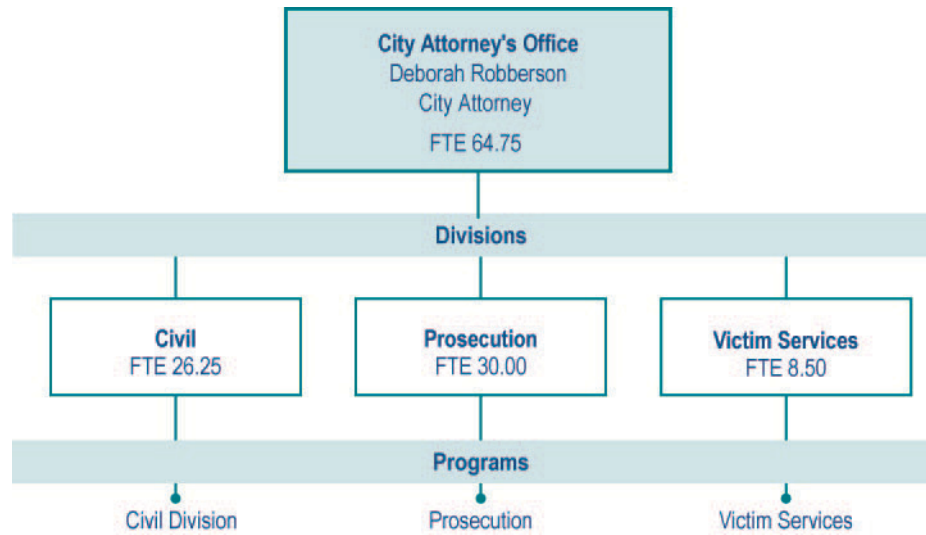 City Attorney's Office
Deborah Robberson
City Attorney
FTE 64.75
Divisions
Civil
FTE 26.25
Prosecution
FTE 30.00
Victim Services
FTE 8.50
Programs
Civil Division
Prosecution
Victim Services